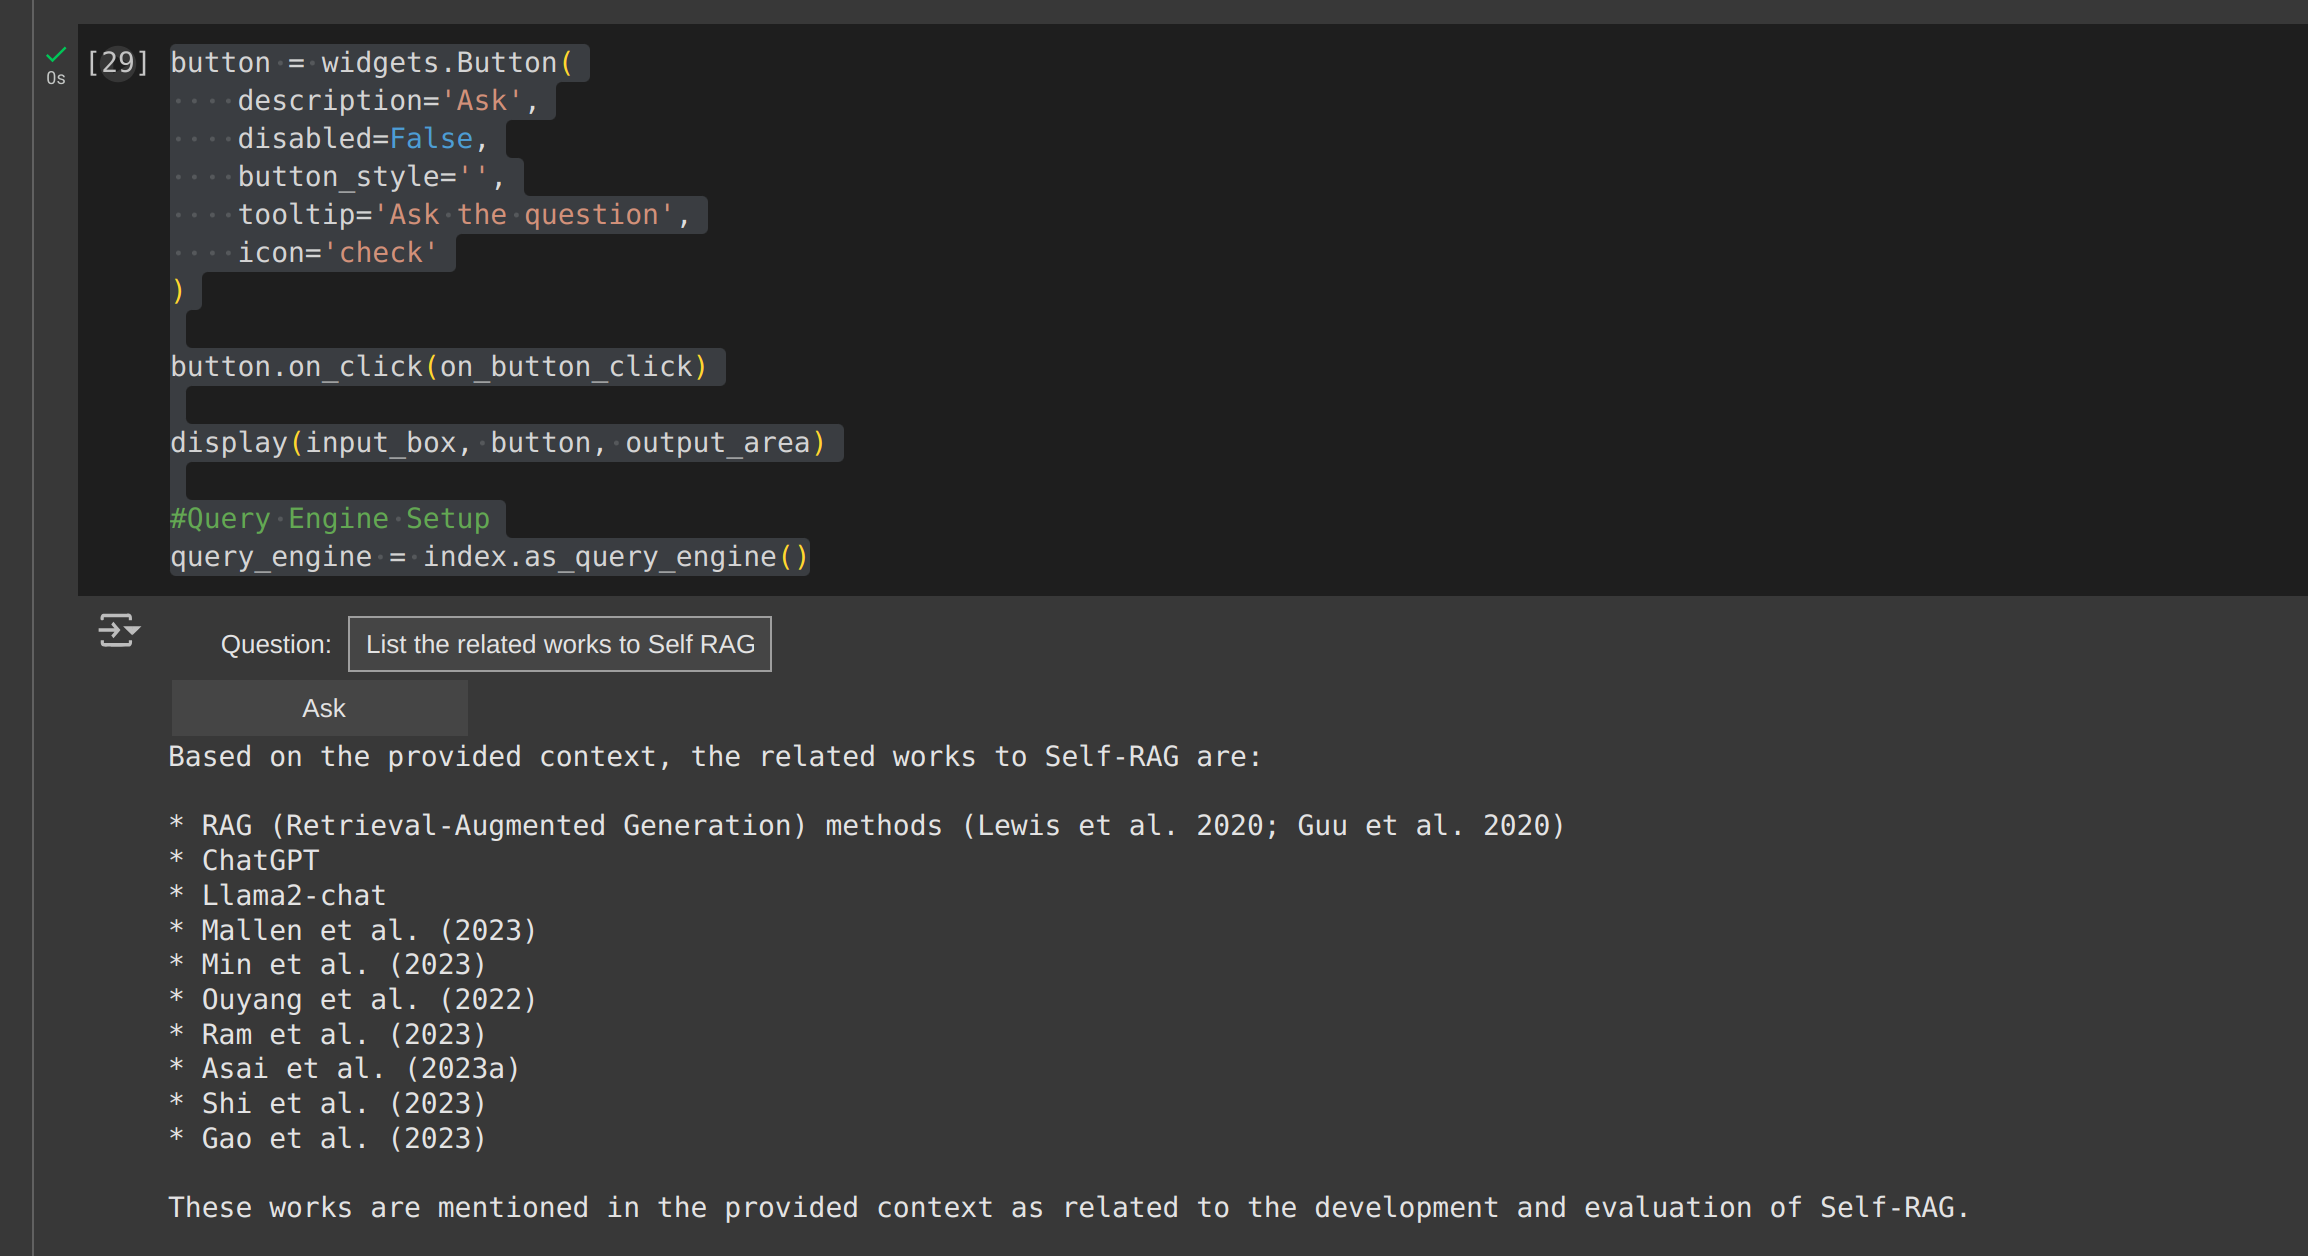 [29] button = widgets.Button(
    description='Ask',
    disabled=False,
    button_style='',
    tooltip='Ask the question',
    icon='check'
)
0s
button.on_click(on_button_click)
display(input_box, button, output_area)
#Query Engine Setup
query_engine = index.as_query_engine()
Question: List the related works to Self RAG
Ask
Based on the provided context, the related works to Self-RAG are:
* RAG (Retrieval-Augmented Generation) methods (Lewis et al. 2020; Guu et al. 2020)
* ChatGPT
* Llama2-chat
* Mallen et al. (2023)
* Min et al. (2023)
* Ouyang et al. (2022)
* Ram et al. (2023)
* Asai et al. (2023a)
* Shi et al. (2023)
* Gao et al. (2023)
These works are mentioned in the provided context as related to the development and evaluation of Self-RAG.